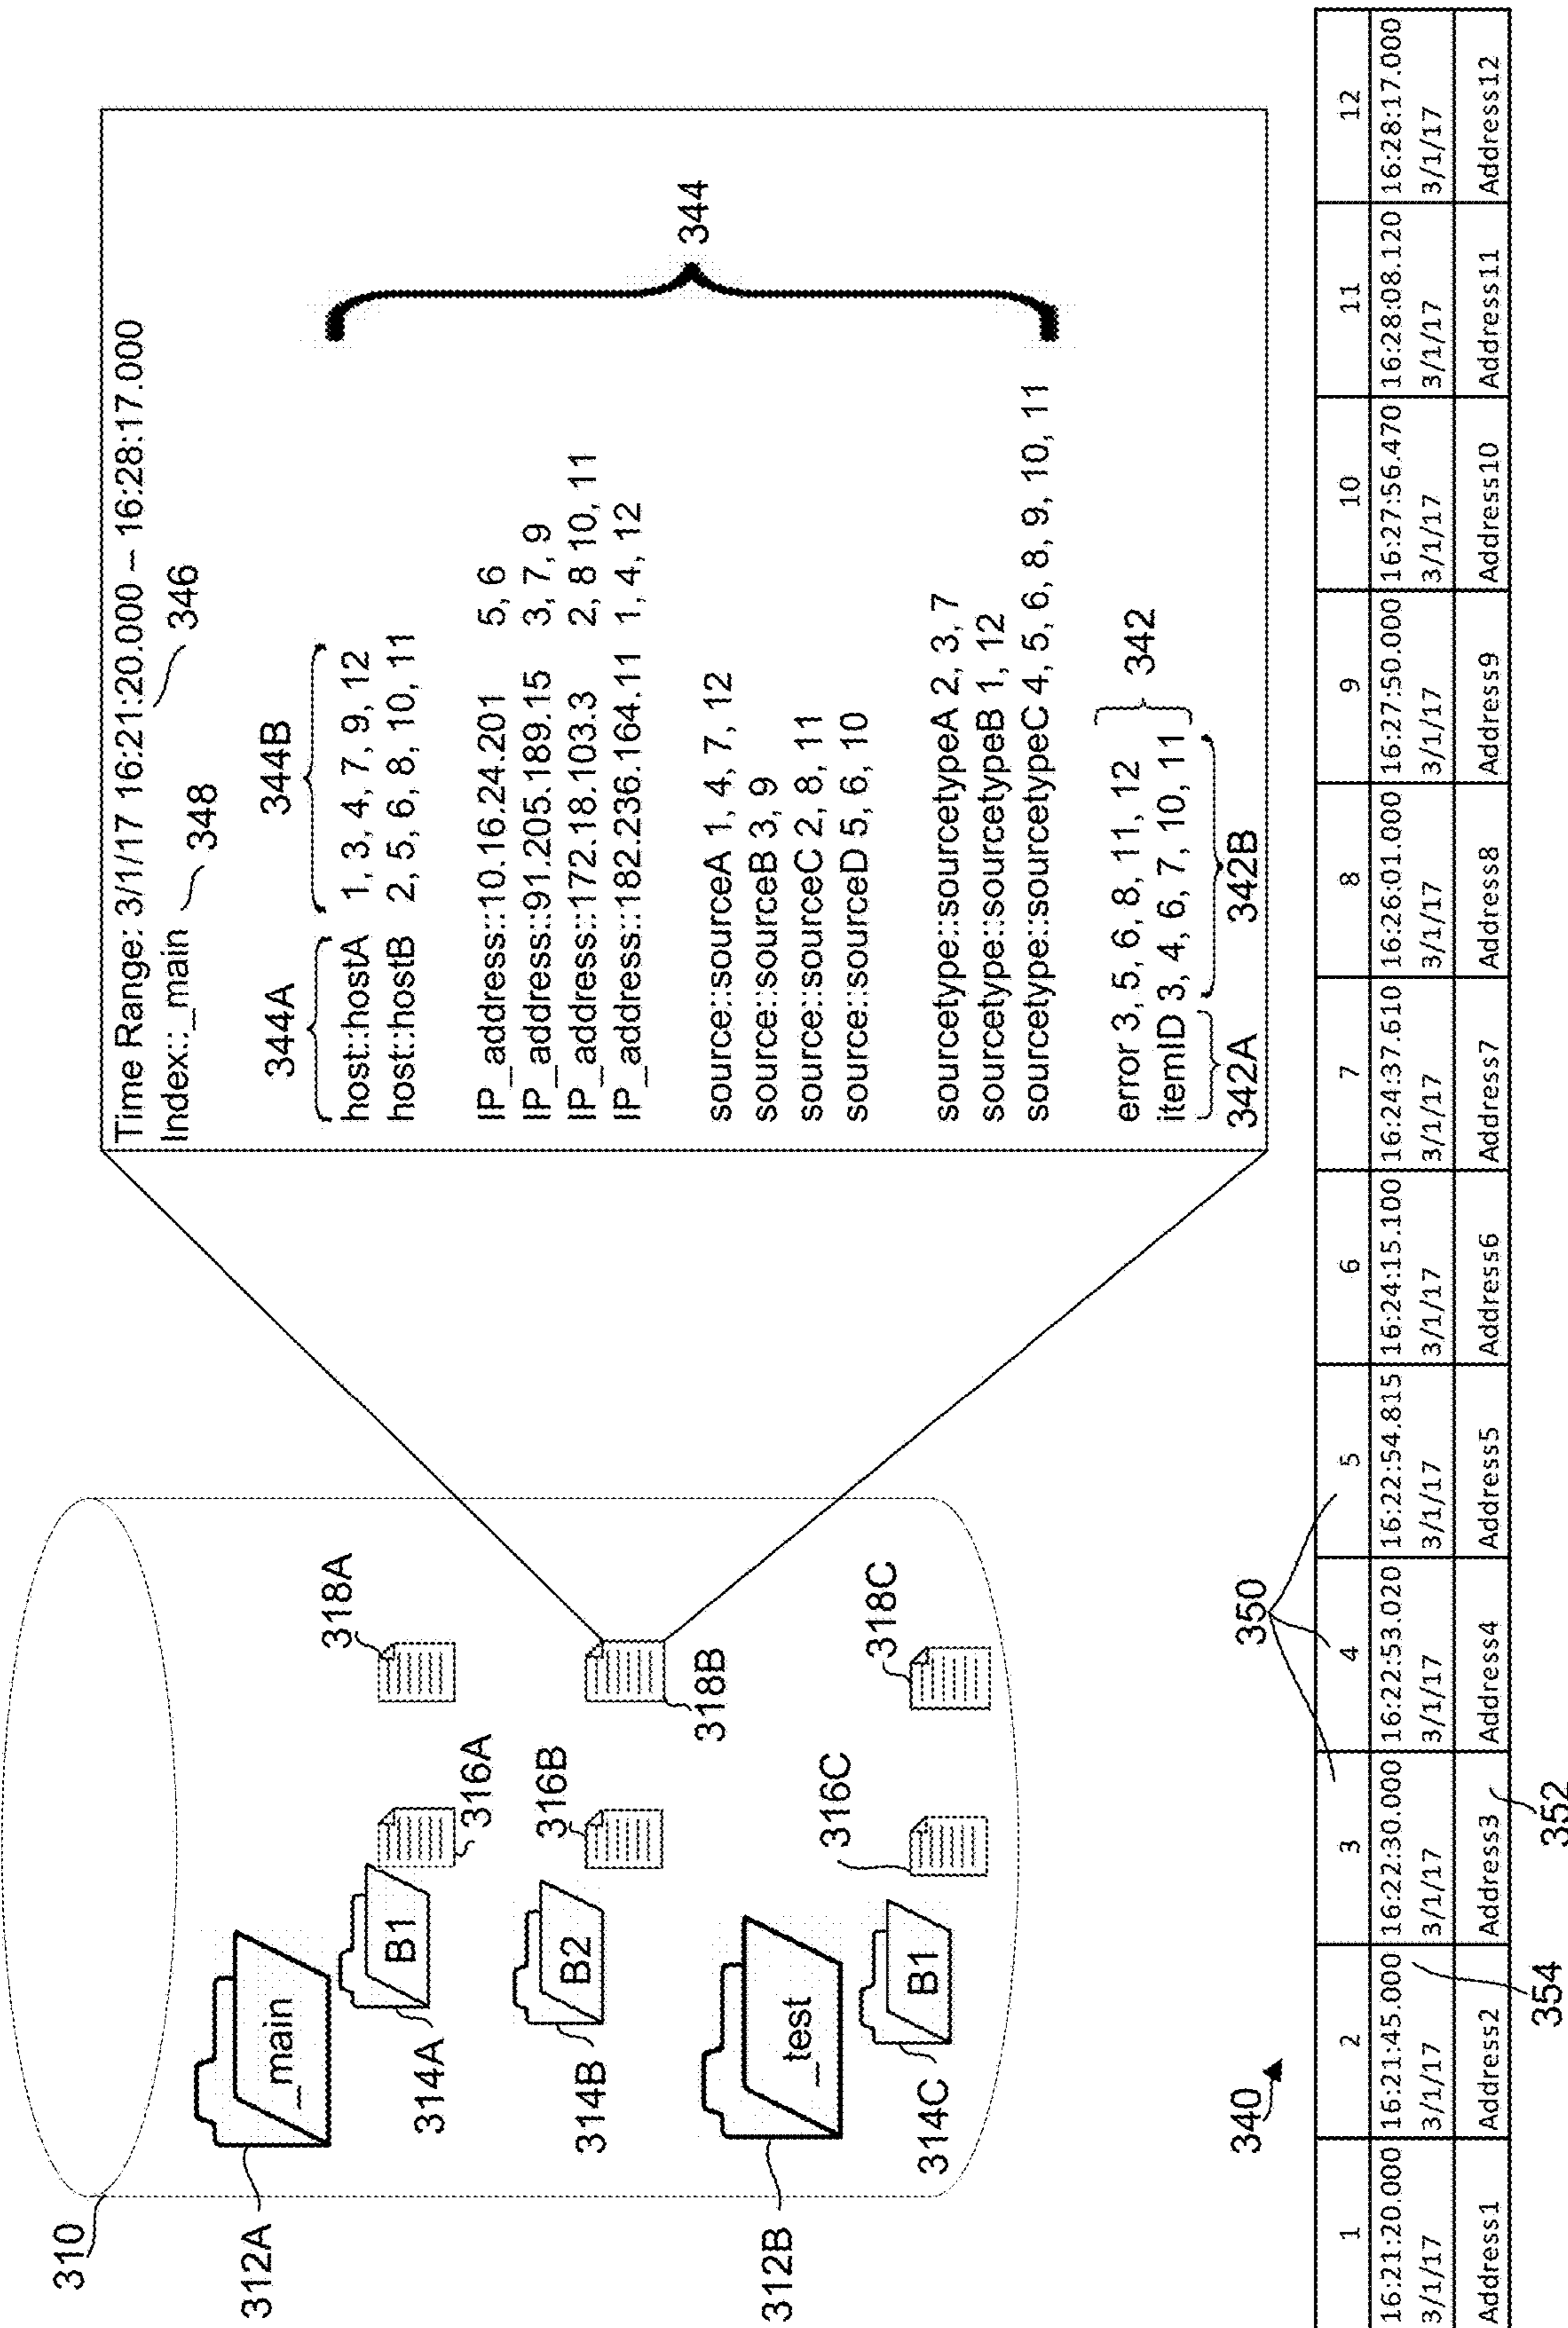 310
312A
_main
314A
B1
316A
318A
314B
B2
316B
318B
312B
_test
314C
B1
316C
318C
Time Range: 3/1/17 16:21:20.000 – 16:28:17.000
Index::_main
348
346
344A
344B
host::hostA 1, 3, 4, 7, 9, 12
host::hostB 2, 5, 6, 8, 10, 11
IP_address::10.16.24.201 5, 6
IP_address::91.205.189.15 3, 7, 9
IP_address::172.18.103.3 2, 8 10, 11
IP_address::182.236.164.11 1, 4, 12
344
source::sourceA 1, 4, 7, 12
source::sourceB 3, 9
source::sourceC 2, 8, 11
source::sourceD 5, 6, 10
sourcetype::sourcetypeA 2, 3, 7
sourcetype::sourcetypeB 1, 12
sourcetype::sourcetypeC 4, 5, 6, 8, 9, 10, 11
error 3, 5, 6, 8, 11, 12
itemID 3, 4, 6, 7, 10, 11
342
342A
342B
340
350
1 2 3 4 5 6 7 8 9 10 11 12
16:21:20.000 16:21:45.000 16:22:30.000 16:22:53.020 16:22:54.815 16:24:15.100 16:24:37.610 16:26:01.000 16:27:50.000 16:27:56.470 16:28:08.120 16:28:17.000
3/1/17 3/1/17 3/1/17 3/1/17 3/1/17 3/1/17 3/1/17 3/1/17 3/1/17 3/1/17 3/1/17 3/1/17
Address1 Address2 Address3 Address4 Address5 Address6 Address7 Address8 Address9 Address10 Address11 Address12
354
352